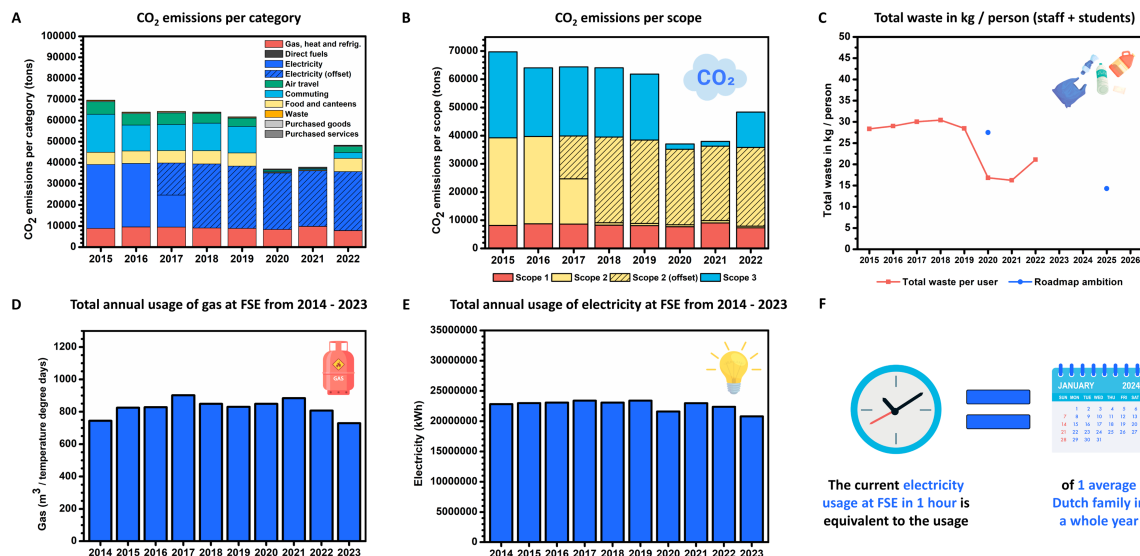 A
CO2 emissions per category
CO2 emissions per category (tons)
100000
90000
80000
70000
60000
50000
40000
30000
20000
10000
0
Gas, heat and refrig.
Direct fuels
Electricity
Electricity (offset)
Air travel
Commuting
Food and canteens
Waste
Purchased goods
Purchased services
2015 2016 2017 2018 2019 2020 2021 2022
B
CO2 emissions per scope
CO2 emissions per scope (tons)
70000
60000
50000
40000
30000
20000
10000
0
CO2
2015 2016 2017 2018 2019 2020 2021 2022
Scope 1 Scope 2 Scope 2 (offset) Scope 3
C
Total waste in kg / person (staff + students)
Total waste in kg / person
50
45
40
35
30
25
20
15
10
5
0
2015 2016 2017 2018 2019 2020 2021 2022 2023 2024 2025 2026
Total waste per user Roadmap ambition
D
Total annual usage of gas at FSE from 2014 - 2023
Gas (m3 / temperature degree days)
1200
1000
800
600
400
200
0
GAS
2014 2015 2016 2017 2018 2019 2020 2021 2022 2023
E
Total annual usage of electricity at FSE from 2014 - 2023
Electricity (kWh)
35000000
30000000
25000000
20000000
15000000
10000000
5000000
0
2014 2015 2016 2017 2018 2019 2020 2021 2022 2023
F
JANUARY 2024
SUN MON TUE WED THU FRI SAT
1 2 3 4 5 6
7 8 9 10 11 12 13
14 15 16 17 18 19 20
21 22 23 24 25 26 27
28 29 30 31
The current electricity
usage at FSE in 1 hour is
equivalent to the usage
of 1 average
Dutch family in
a whole year